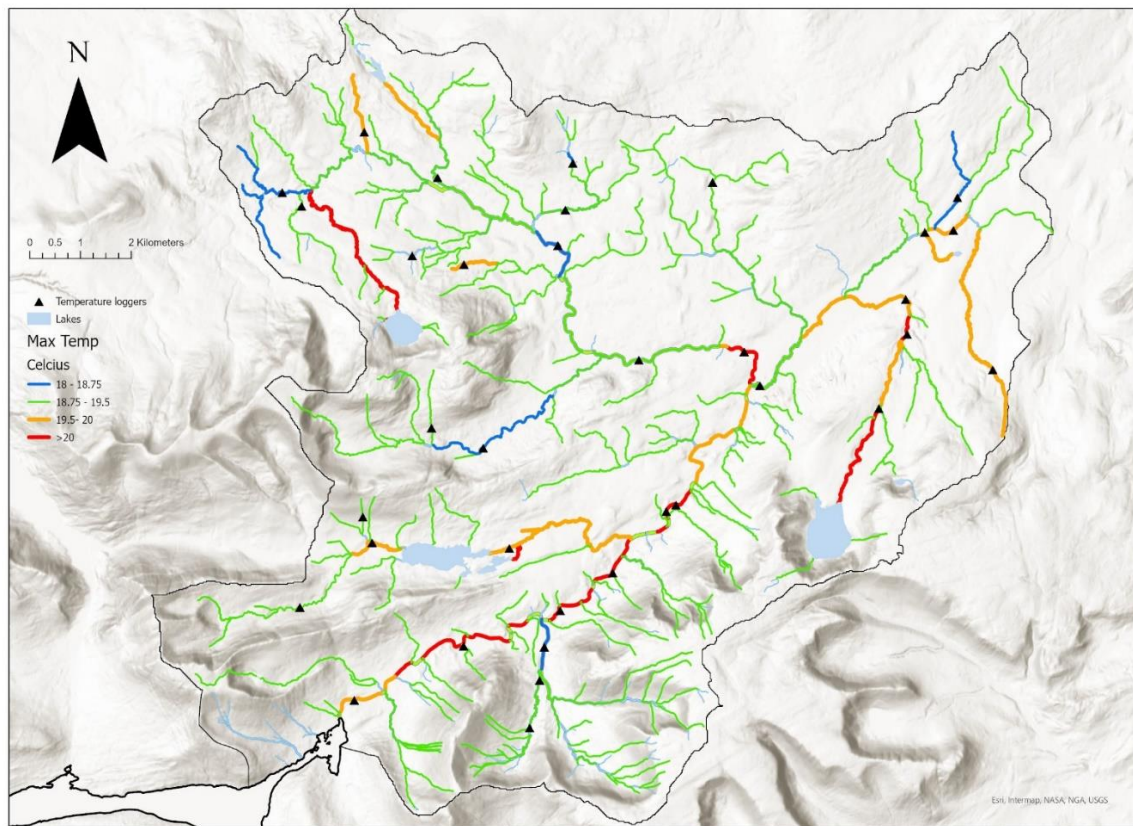 N
0 0.5 1 2 Kilometers
Temperature loggers
Lakes
Max Temp
Celcius
18 - 18.75
18.75 - 19.5
19.5- 20
>20
Esri, Intermap, NASA, NGA, USGS